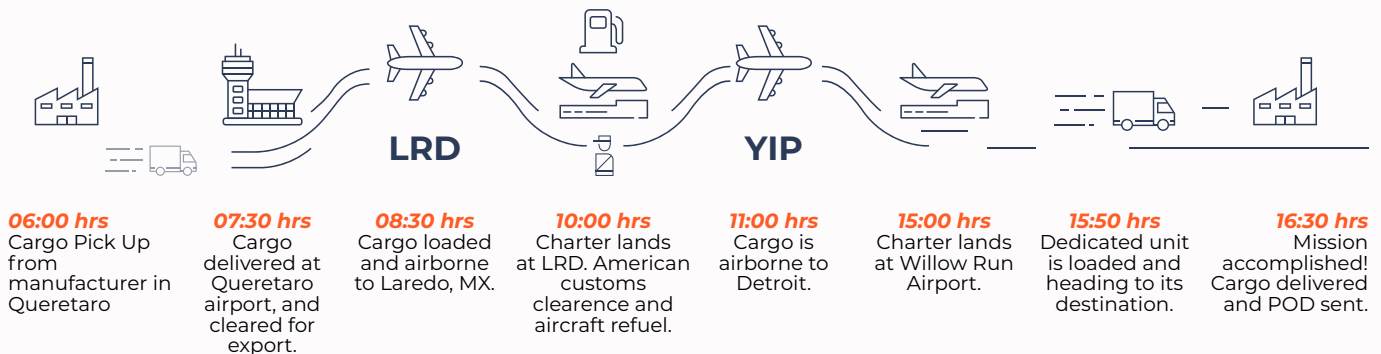 LRD
YIP
06:00 hrs
Cargo Pick Up
from
manufacturer in
Queretaro
07:30 hrs
Cargo
delivered at
Queretaro
airport, and
cleared for
export.
08:30 hrs
Cargo loaded
and airborne
to Laredo, MX.
10:00 hrs
Charter lands
at LRD. American
customs
clearence and
aircraft refuel.
11:00 hrs
Cargo is
airborne to
Detroit.
15:00 hrs
Charter lands
at Willow Run
Airport.
15:50 hrs
Dedicated unit
is loaded and
heading to its
destination.
16:30 hrs
Mission
accomplished!
Cargo delivered
and POD sent.